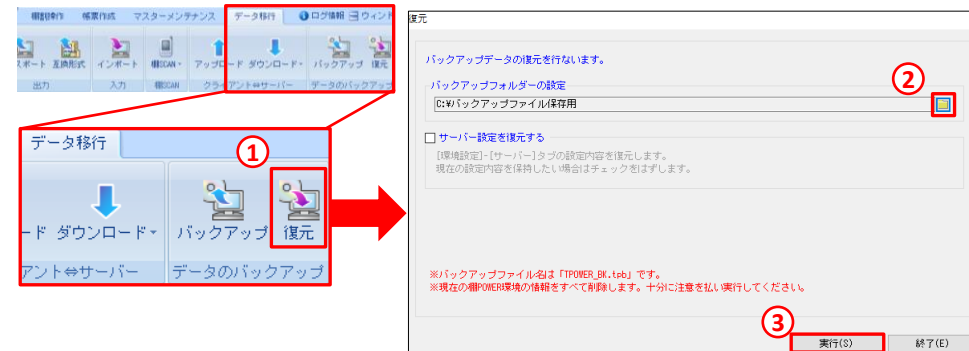 棚割操作 帳票作成 マスターメンテナンス データ移行 ログ情報 ウィンド
スポート 互換形式 インポート 棚SCAN アップロード ダウンロード バックアップ 復元
出力 入力 棚SCAN クライアント⇔サーバー データのバックアップ
データ移行
①
ード ダウンロード バックアップ 復元
アント⇔サーバー データのバックアップ
復元
バックアップデータの復元を行ないます。
バックアップフォルダーの設定
②
C:¥バックアップファイル保存用
サーバー設定を復元する
[環境設定]-[サーバー]タブの設定内容を復元します。
現在の設定内容を保持したい場合はチェックをはずします。
※バックアップファイル名は「TPOWER_BK.tpb」です。
※現在の棚POWER環境の情報をすべて削除します。十分に注意を払い実行してください。
③
実行(S) 終了(E)